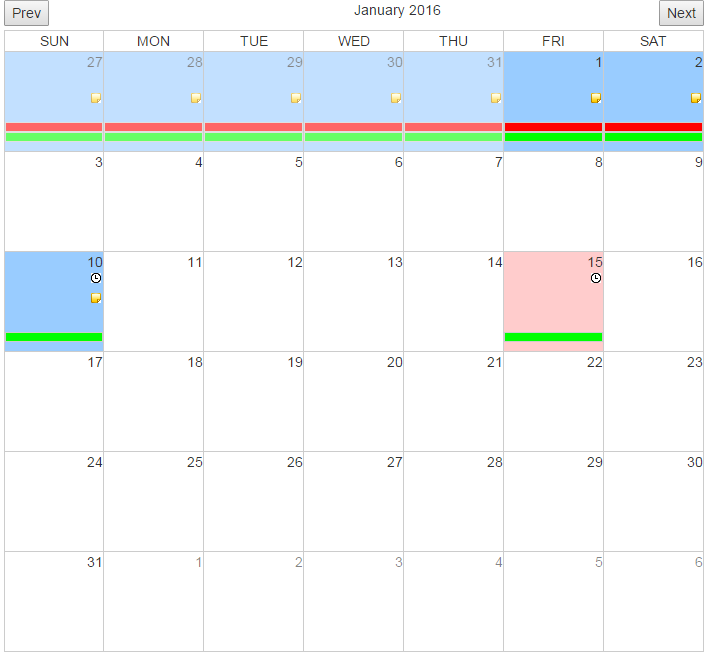 Prev January 2016 Next
SUN MON TUE WED THU FRI SAT
27 28 29 30 31 1 2
3 4 5 6 7 8 9
10 11 12 13 14 15 16
17 18 19 20 21 22 23
24 25 26 27 28 29 30
31 1 2 3 4 5 6